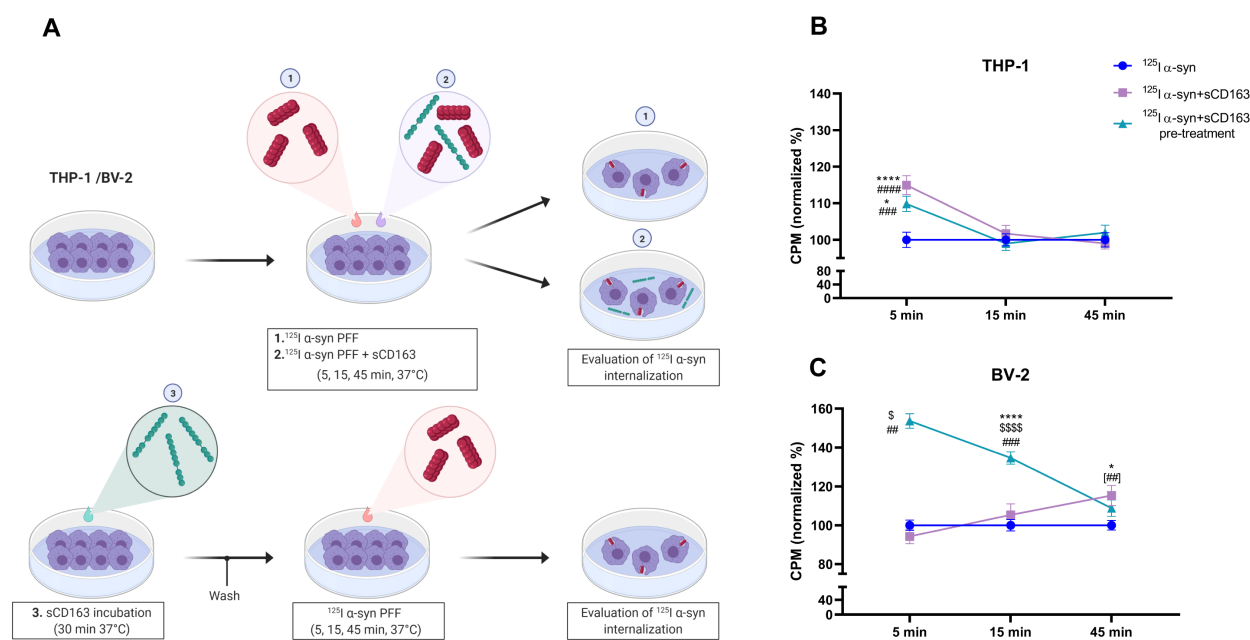 A
THP-1 /BV-2
1
2
1
2
1.¹²⁵I α-syn PFF
2.¹²⁵I α-syn PFF + sCD163
(5, 15, 45 min, 37°C)
Evaluation of ¹²⁵I α-syn
internalization
3
Wash
3. sCD163 incubation
(30 min 37°C)
¹²⁵I α-syn PFF
(5, 15, 45 min, 37°C)
Evaluation of ¹²⁵I α-syn
internalization
B
THP-1
¹²⁵I α-syn
¹²⁵I α-syn+sCD163
¹²⁵I α-syn+sCD163
pre-treatment
CPM (normalized %)
140
130
120
110
100
80
40
0
****
####
*
###
5 min
15 min
45 min
C
BV-2
CPM (normalized %)
160
140
120
100
80
40
0
$
##
****
$$$$
###
*
[##]
5 min
15 min
45 min